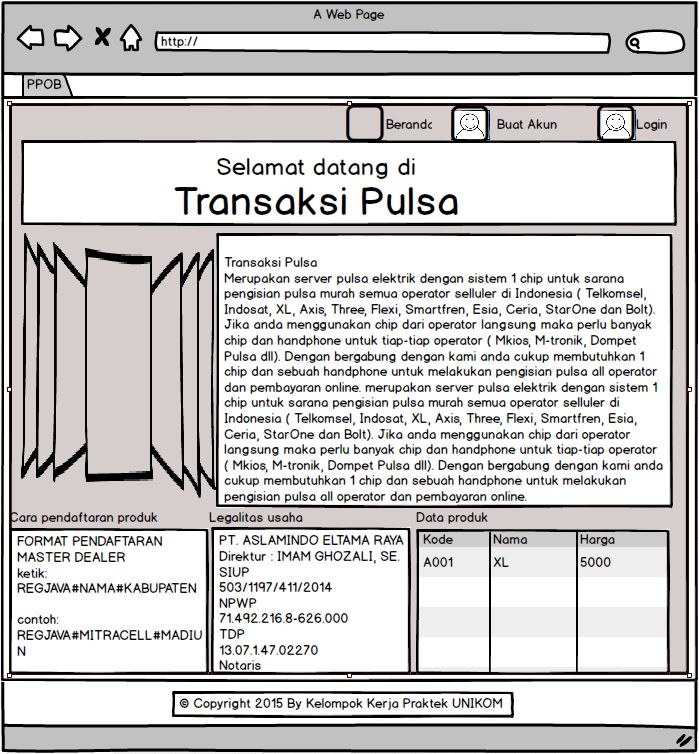 A Web Page
http://
PPOB
Beranda
Buat Akun
Login
Selamat datang di
Transaksi Pulsa
Transaksi Pulsa
Merupakan server pulsa elektrik dengan sistem 1 chip untuk sarana
pengisian pulsa murah semua operator selluler di Indonesia ( Telkomsel,
Indosat, XL, Axis, Three, Flexi, Smartfren, Esia, Ceria, StarOne dan Bolt).
Jika anda menggunakan chip dari operator langsung maka perlu banyak
chip dan handphone untuk tiap-tiap operator ( Mkios, M-tronik, Dompet
Pulsa dll). Dengan bergabung dengan kami anda cukup membutuhkan 1
chip dan sebuah handphone untuk melakukan pengisian pulsa all operator
dan pembayaran online. merupakan server pulsa elektrik dengan sistem 1
chip untuk sarana pengisian pulsa murah semua operator selluler di
Indonesia ( Telkomsel, Indosat, XL, Axis, Three, Flexi, Smartfren, Esia,
Ceria, StarOne dan Bolt). Jika anda menggunakan chip dari operator
langsung maka perlu banyak chip dan handphone untuk tiap-tiap operator
( Mkios, M-tronik, Dompet Pulsa dll). Dengan bergabung dengan kami anda
cukup membutuhkan 1 chip dan sebuah handphone untuk melakukan
pengisian pulsa all operator dan pembayaran online.
Cara pendaftaran produk
FORMAT PENDAFTARAN
MASTER DEALER
ketik:
REGJAVA#NAMA#KABUPATEN
contoh:
REGJAVA#MITRACELL#MADIU
N
Legalitas usaha
PT. ASLAMINDO ELTAMA RAYA
Direktur : IMAM GHOZALI, SE.
SIUP
503/1197/411/2014
NPWP
71.492.216.8-626.000
TDP
13.07.1.47.02270
Notaris
Data produk
Kode Nama Harga
A001 XL 5000
© Copyright 2015 By Kelompok Kerja Praktek UNIKOM